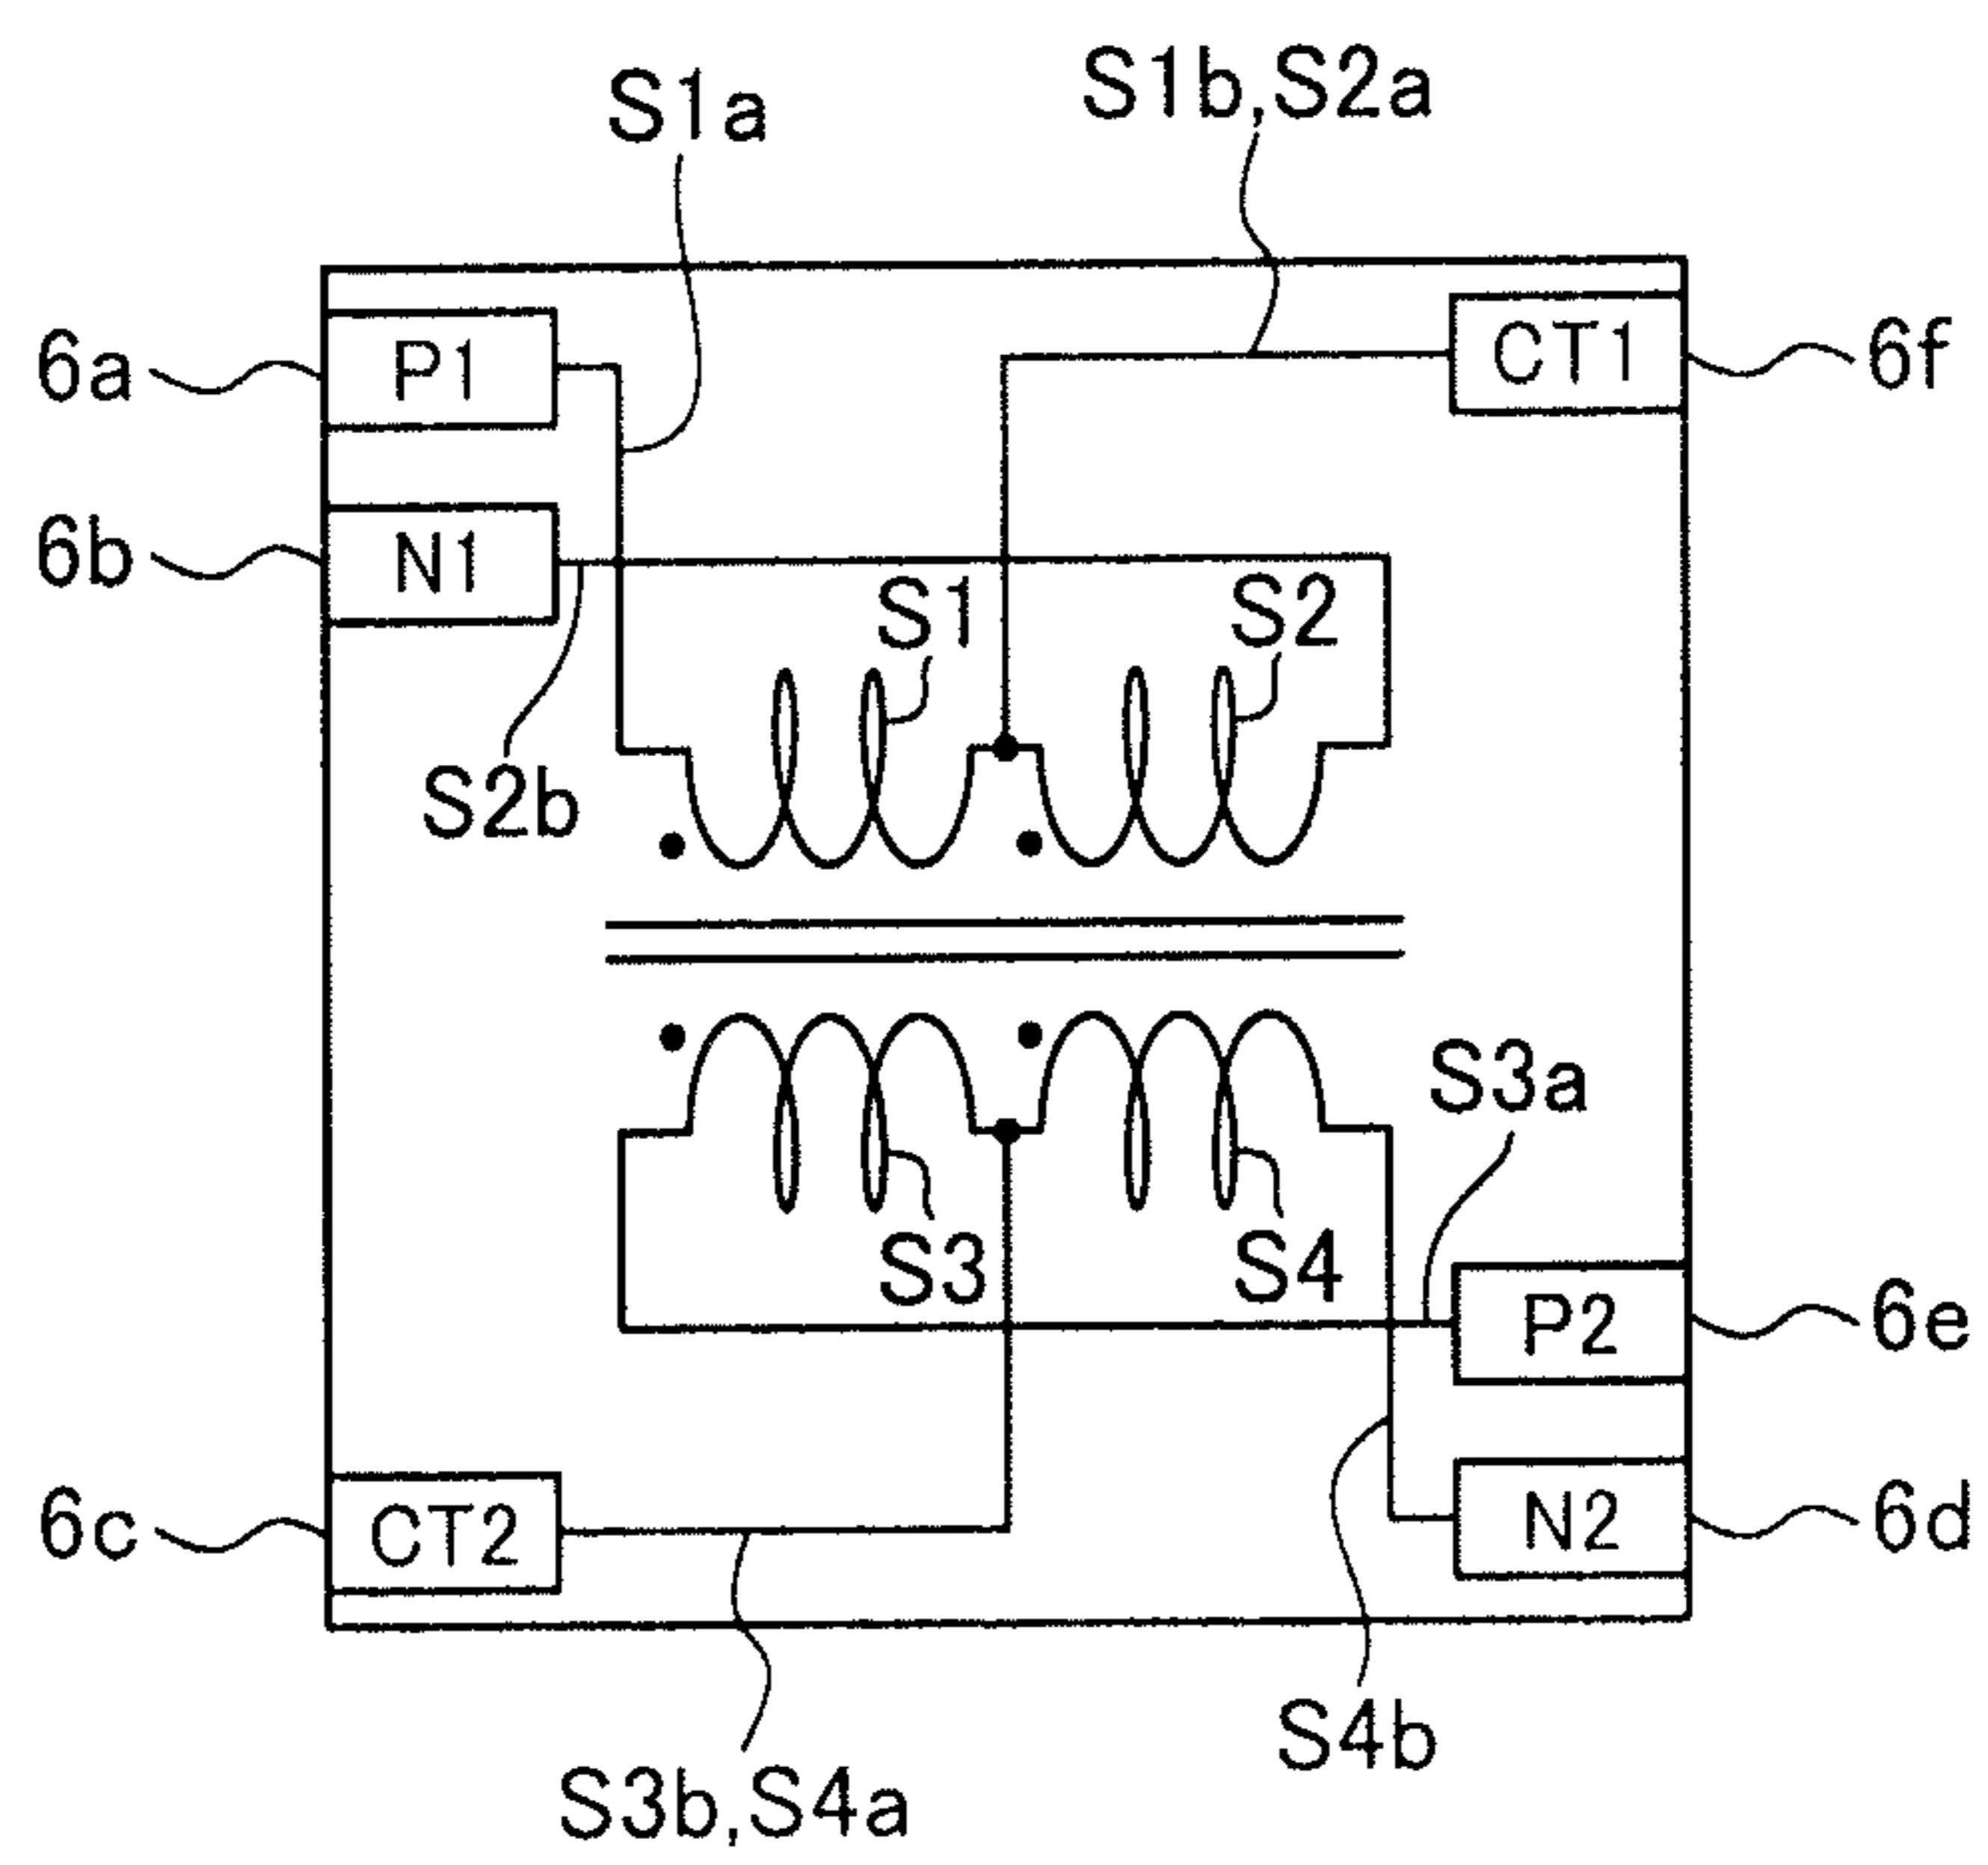 S1b,S2a
S1a
6a
P1
CT1
6f
6b
N1
S1
S2
S2b
S3a
S3
S4
P2
6e
6c
CT2
N2
6d
S4b
S3b,S4a